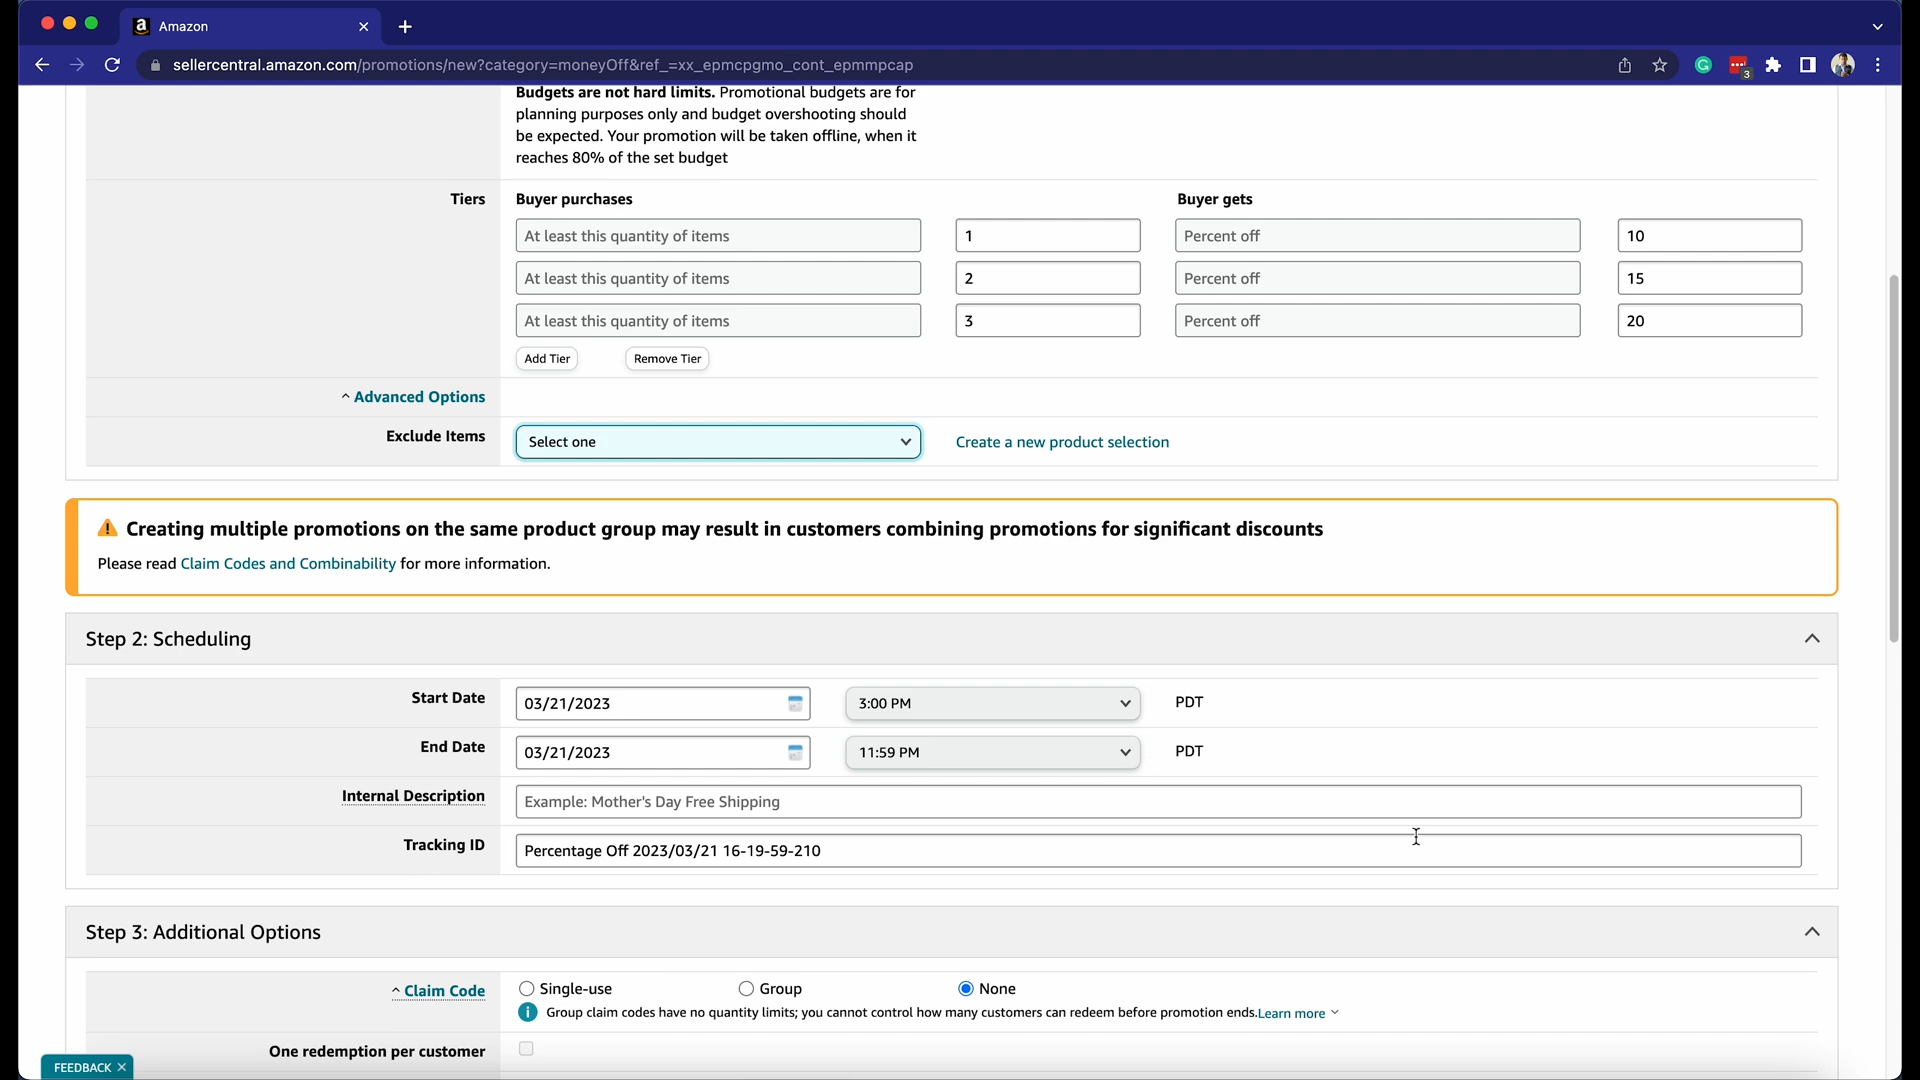 Amazon
sellercentral.amazon.com/promotions/new?category=moneyOff&ref_=xx_epmcpgmo_cont_epmmpcap
3
Budgets are not hard limits. Promotional budgets are for
planning purposes only and budget overshooting should
be expected. Your promotion will be taken offline, when it
reaches 80% of the set budget
Tiers
Buyer purchases
Buyer gets
At least this quantity of items 1 Percent off 10
At least this quantity of items 2 Percent off 15
At least this quantity of items 3 Percent off 20
Add Tier Remove Tier
Advanced Options
Exclude Items Select one Create a new product selection
Creating multiple promotions on the same product group may result in customers combining promotions for significant discounts
Please read Claim Codes and Combinability for more information.
Step 2: Scheduling
Start Date 03/21/2023 3:00 PM PDT
End Date 03/21/2023 11:59 PM PDT
Internal Description Example: Mother's Day Free Shipping
Tracking ID Percentage Off 2023/03/21 16-19-59-210
Step 3: Additional Options
Claim Code Single-use Group None
Group claim codes have no quantity limits; you cannot control how many customers can redeem before promotion ends.Learn more
One redemption per customer
FEEDBACK